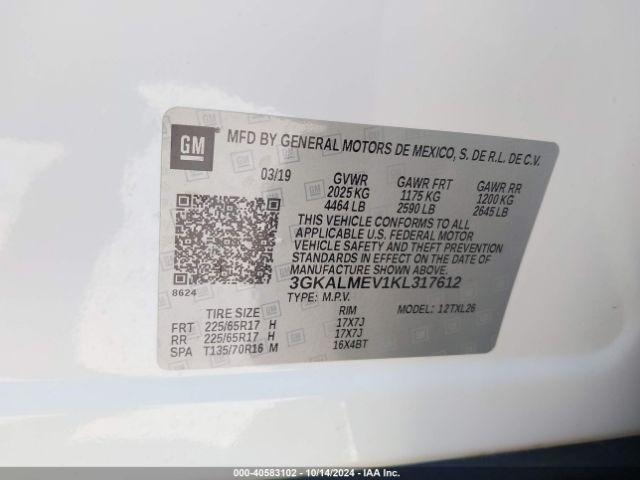 GM MFD BY GENERAL MOTORS DE MEXICO, S. DE R.L. DE C.V.
03/19 GVWR GAWR FRT GAWR RR
2025 KG 1175 KG 1200 KG
4464 LB 2590 LB 2645 LB
THIS VEHICLE CONFORMS TO ALL
APPLICABLE U.S. FEDERAL MOTOR
VEHICLE SAFETY AND THEFT PREVENTION
STANDARDS IN EFFECT ON THE DATE OF
MANUFACTURE SHOWN ABOVE.
8624 3GKALMEV1KL317612
TYPE: M.P.V. MODEL: 12TXL26
TIRE SIZE RIM
FRT 225/65R17 H 17X7J
RR 225/65R17 H 17X7J
SPA T135/70R16 M 16X4BT
000-40583102 - 10/14/2024 - IAAI.com